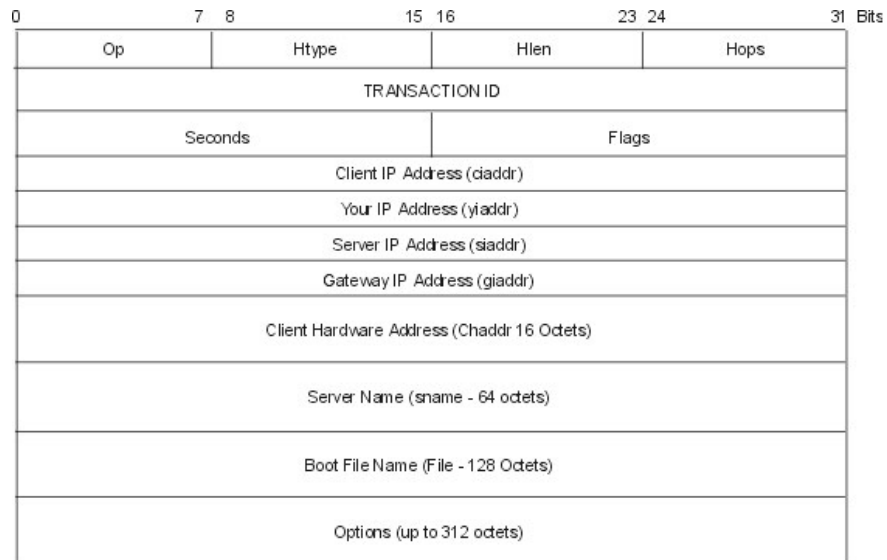 0 7 8 15 16 23 24 31 Bits
Op Htype Hlen Hops
TRANSACTION ID
Seconds Flags
Client IP Address (ciaddr)
Your IP Address (yiaddr)
Server IP Address (siaddr)
Gateway IP Address (giaddr)
Client Hardware Address (Chaddr 16 Octets)
Server Name (sname - 64 octets)
Boot File Name (File - 128 Octets)
Options (up to 312 octets)